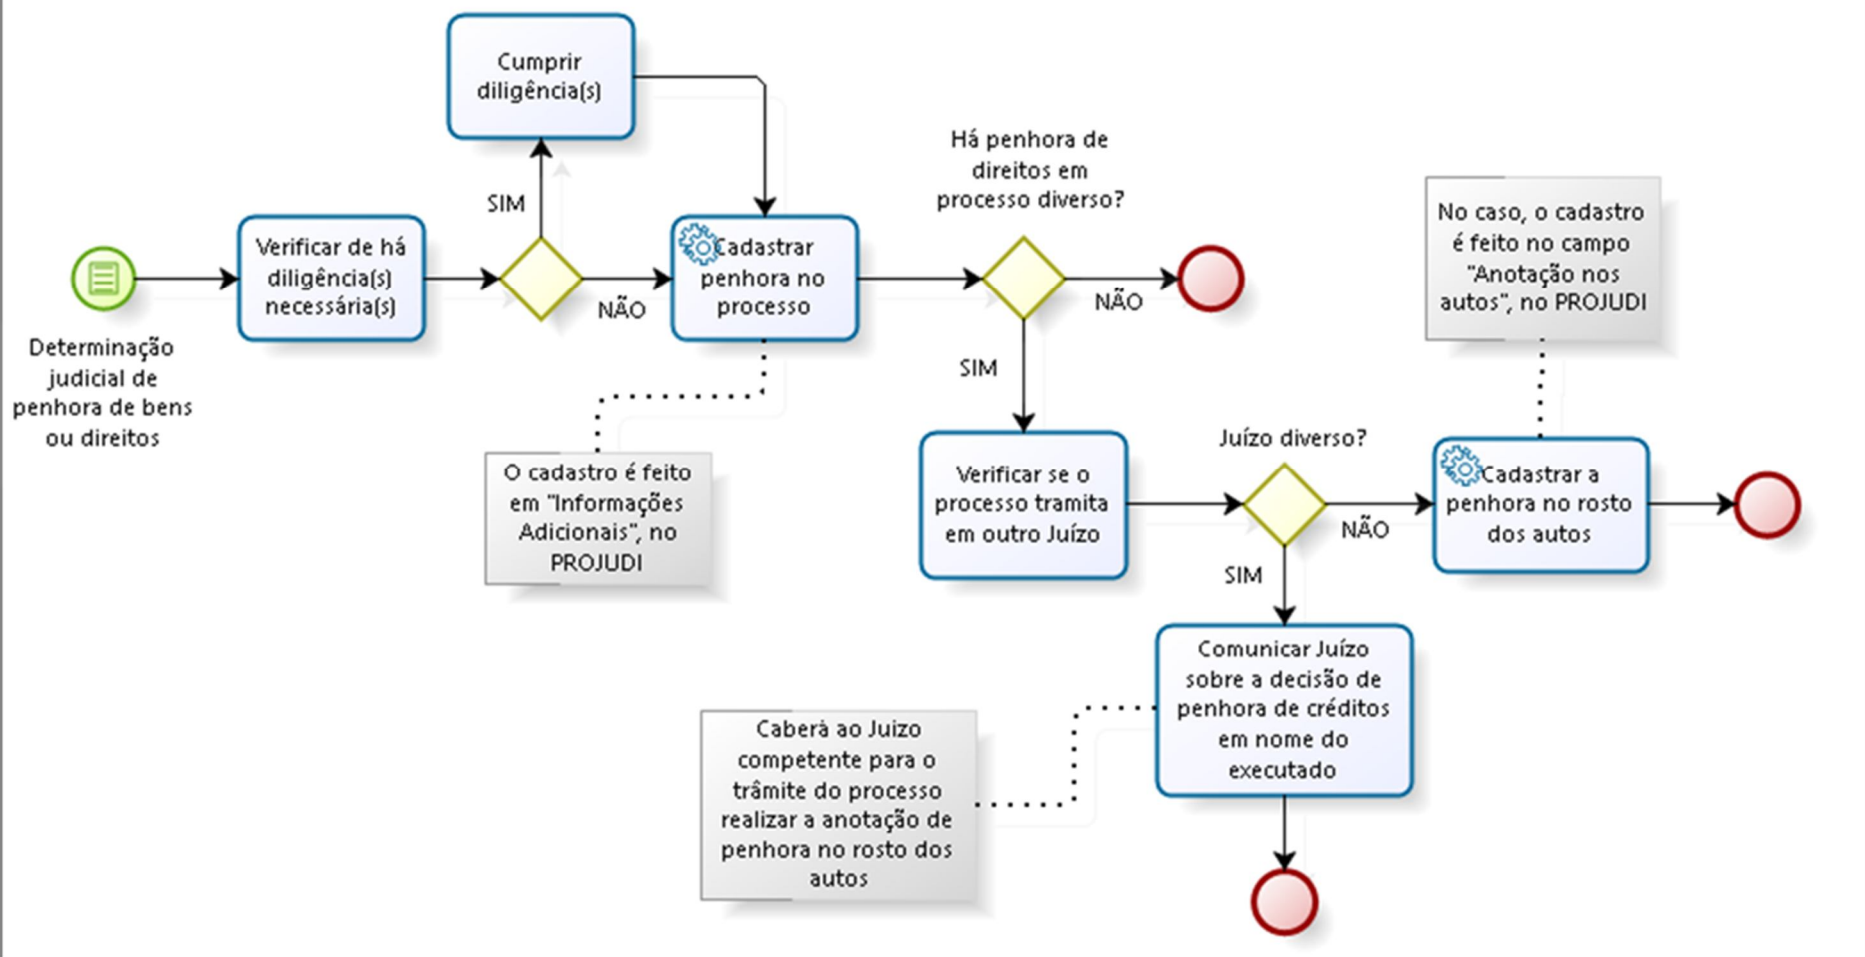 Cumprir
diligência(s)
SIM
Verificar de há
diligência(s)
necessária(s)
NÃO
Cadastrar
penhora no
processo
Determinação
judicial de
penhora de bens
ou direitos
O cadastro é feito
em "Informações
Adicionais", no
PROJUDI
Há penhora de
direitos em
processo diverso?
NÃO
SIM
Verificar se o
processo tramita
em outro Juízo
Juízo diverso?
NÃO
SIM
No caso, o cadastro
é feito no campo
"Anotação nos
autos", no PROJUDI
Cadastrar a
penhora no rosto
dos autos
Comunicar Juízo
sobre a decisão de
penhora de créditos
em nome do
executado
Caberá ao Juizo
competente para o
trâmite do processo
realizar a anotação de
penhora no rosto dos
autos